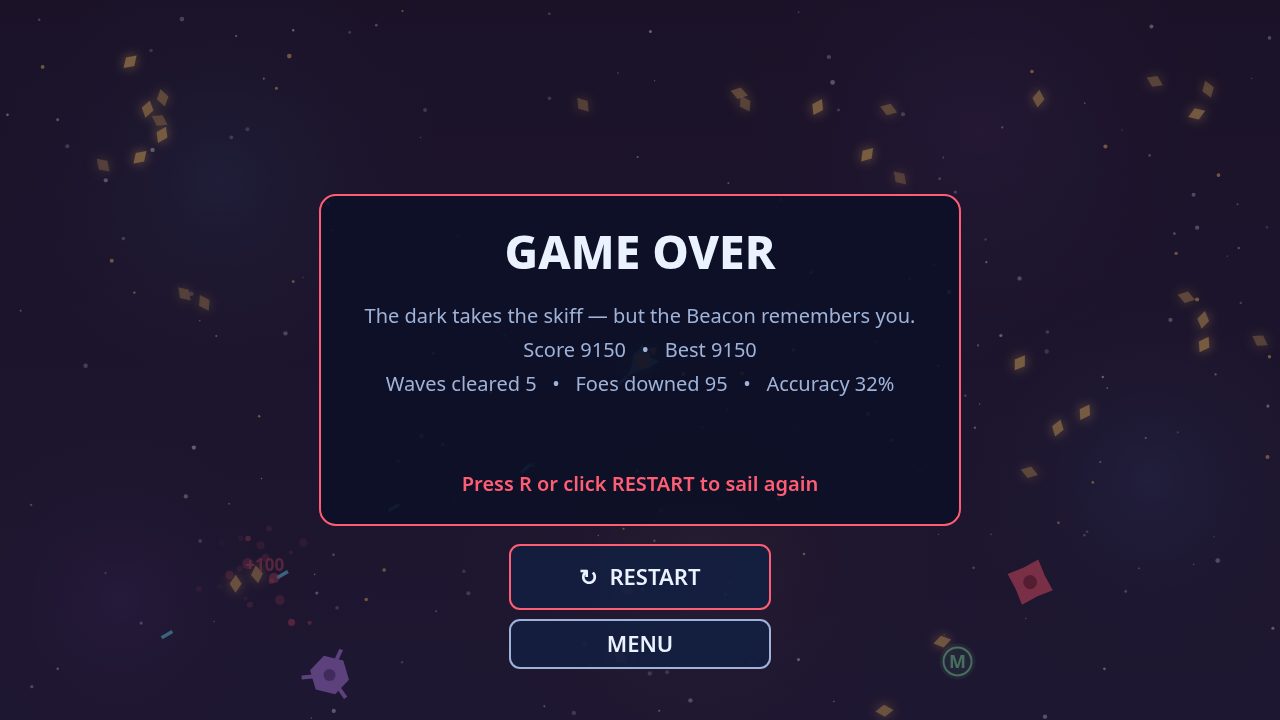 GAME OVER
The dark takes the skiff — but the Beacon remembers you.
Score 9150 • Best 9150
Waves cleared 5 • Foes downed 95 • Accuracy 32%
Press R or click RESTART to sail again
+100
↻ RESTART
MENU
M